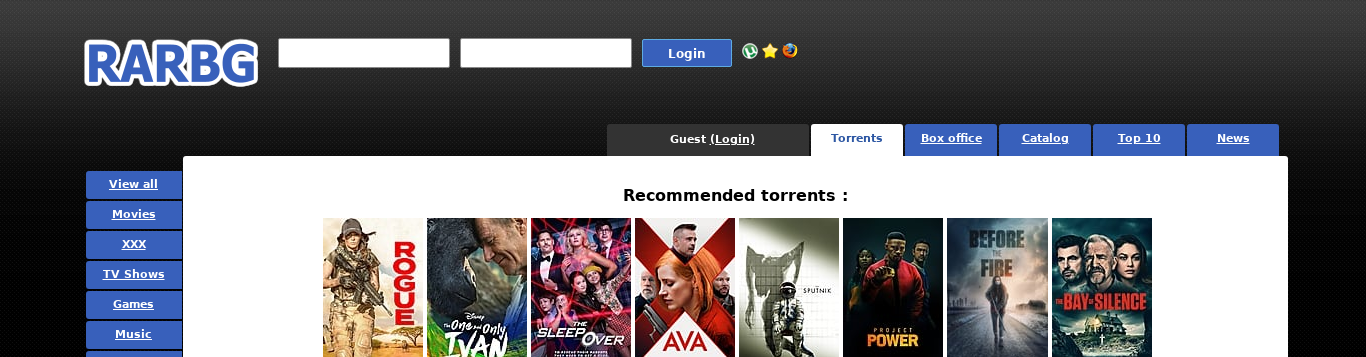 RARBG
Login
Guest (Login)
Torrents
Box office
Catalog
Top 10
News
View all
Movies
XXX
TV Shows
Games
Music
Recommended torrents :
ROGUE
Disney
The One and Only
IVAN
THE
SLEEPOVER
AVA
SPUTNIK
PROJECT
POWER
BEFORE
THE
FIRE
THE BAY OF SILENCE